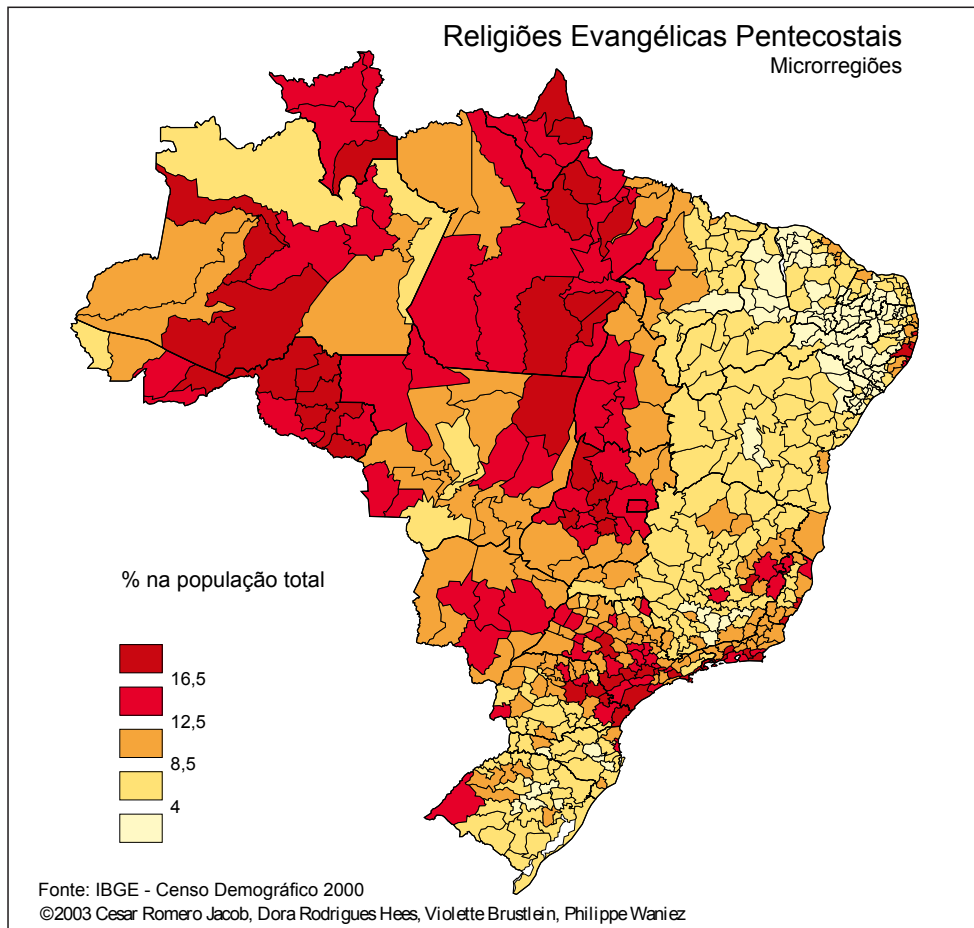 Religiões Evangélicas Pentecostais
Microrregiões
% na população total
16,5
12,5
8,5
4
Fonte: IBGE - Censo Demográfico 2000
©2003 Cesar Romero Jacob, Dora Rodrigues Hees, Violette Brustlein, Philippe Waniez